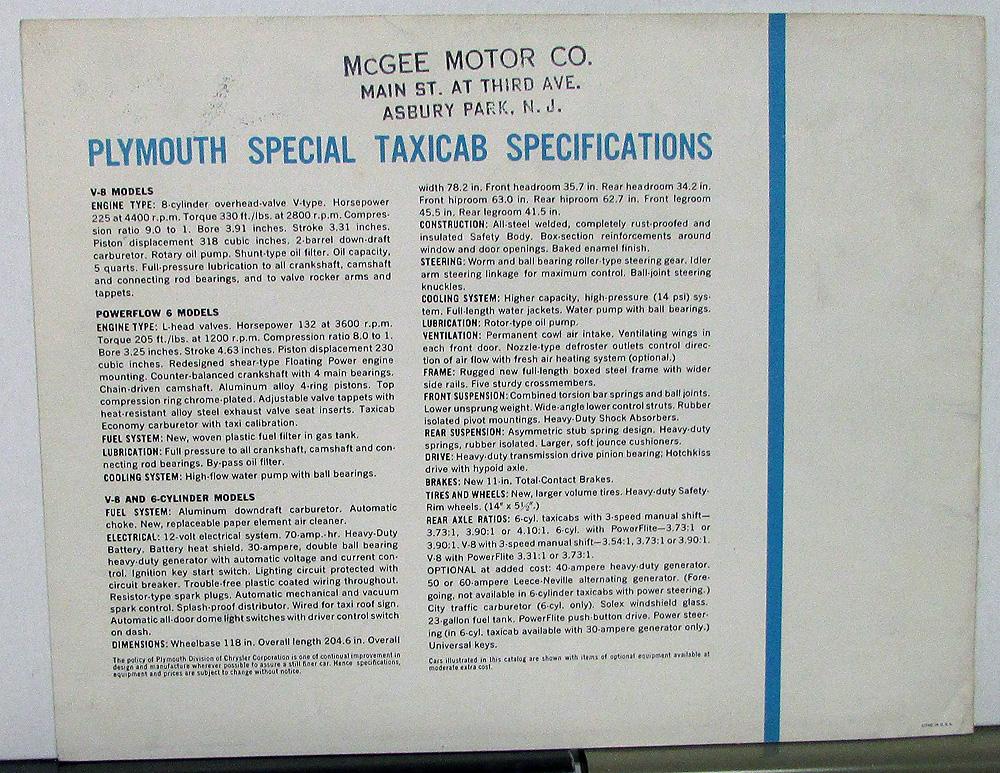 McGEE MOTOR CO.
MAIN ST. AT THIRD AVE.
ASBURY PARK, N. J.
PLYMOUTH SPECIAL TAXICAB SPECIFICATIONS
V-8 MODELS
ENGINE TYPE: 8-cylinder overhead-valve V-type. Horsepower
225 at 4400 r.p.m. Torque 330 ft./lbs. at 2800 r.p.m. Compres-
sion ratio 9.0 to 1. Bore 3.91 inches. Stroke 3.31 inches.
Piston displacement 318 cubic inches. 2-barrel down-draft
carburetor. Rotary oil pump. Shunt-type oil filter. Oil capacity,
5 quarts. Full-pressure lubrication to all crankshaft, camshaft
and connecting rod bearings, and to valve rocker arms and
tappets.
POWERFLOW 6 MODELS
ENGINE TYPE: L-head valves. Horsepower 132 at 3600 r.p.m.
Torque 205 ft./lbs. at 1200 r.p.m. Compression ratio 8.0 to 1.
Bore 3.25 inches. Stroke 4.63 inches. Piston displacement 230
cubic inches. Redesigned shear-type Floating Power engine
mounting. Counter-balanced crankshaft with 4 main bearings.
Chain-driven camshaft. Aluminum alloy 4-ring pistons. Top
compression ring chrome-plated. Adjustable valve tappets with
heat-resistant alloy steel exhaust valve seat inserts. Taxicab
Economy carburetor with taxi calibration.
FUEL SYSTEM: New, woven plastic fuel filter in gas tank.
LUBRICATION: Full pressure to all crankshaft, camshaft and con-
necting rod bearings. By-pass oil filter.
COOLING SYSTEM: High-flow water pump with ball bearings.
V-8 AND 6-CYLINDER MODELS
FUEL SYSTEM: Aluminum downdraft carburetor. Automatic
choke. New, replaceable paper element air cleaner.
ELECTRICAL: 12-volt electrical system. 70-amp.-hr. Heavy-Duty
Battery. Battery heat shield. 30-ampere, double ball bearing
heavy-duty generator with automatic voltage and current con-
trol. Ignition key start switch. Lighting circuit protected with
circuit breaker. Trouble-free plastic coated wiring throughout.
Resistor-type spark plugs. Automatic mechanical and vacuum
spark control. Splash-proof distributor. Wired for taxi roof sign.
Automatic all-door dome light switches with driver control switch
on dash.
DIMENSIONS: Wheelbase 118 in. Overall length 204.6 in. Overall
The policy of Plymouth Division of Chrysler Corporation is one of continual improvement in
design and manufacture wherever possible to assure a still finer car. Hence specifications,
equipment and prices are subject to change without notice.
width 78.2 in. Front headroom 35.7 in. Rear headroom 34.2 in.
Front hiproom 63.0 in. Rear hiproom 62.7 in. Front legroom
45.5 in. Rear legroom 41.5 in.
CONSTRUCTION: All-steel welded, completely rust-proofed and
insulated Safety Body. Box-section reinforcements around
window and door openings. Baked enamel finish.
STEERING: Worm and ball bearing roller-type steering gear. Idler
arm steering linkage for maximum control. Ball-joint steering
knuckles.
COOLING SYSTEM: Higher capacity, high-pressure (14 psi) sys-
tem. Full-length water jackets. Water pump with ball bearings.
LUBRICATION: Rotor-type oil pump.
VENTILATION: Permanent cowl air intake. Ventilating wings in
each front door. Nozzle-type defroster outlets control direc-
tion of air flow with fresh air heating system (optional.)
FRAME: Rugged new full-length boxed steel frame with wider
side rails. Five sturdy crossmembers.
FRONT SUSPENSION: Combined torsion bar springs and ball joints.
Lower unsprung weight. Wide-angle lower control struts. Rubber
isolated pivot mountings. Heavy-Duty Shock Absorbers.
REAR SUSPENSION: Asymmetric stub spring design. Heavy-duty
springs, rubber isolated. Larger, soft jounce cushioners.
DRIVE: Heavy-duty transmission drive pinion bearing; Hotchkiss
drive with hypoid axle.
BRAKES: New 11-in. Total-Contact Brakes.
TIRES AND WHEELS: New, larger volume tires. Heavy-duty Safety-
Rim wheels. (14" x 5½".)
REAR AXLE RATIOS: 6-cyl. taxicabs with 3-speed manual shift—
3.73:1, 3.90:1 or 4.10:1. 6-cyl. with PowerFlite—3.73:1 or
3.90:1. V-8 with 3-speed manual shift—3.54:1, 3.73:1 or 3.90:1.
V-8 with PowerFlite 3.31:1 or 3.73:1.
OPTIONAL at added cost: 40-ampere heavy-duty generator.
50 or 60-ampere Leece-Neville alternating generator. (Fore-
going, not available in 6-cylinder taxicabs with power steering.)
City traffic carburetor (6-cyl. only). Solex windshield glass.
23-gallon fuel tank. PowerFlite push-button drive. Power steer-
ing (in 6-cyl. taxicab available with 30-ampere generator only.)
Universal keys.
Cars illustrated in this catalog are shown with items of optional equipment available at
moderate extra cost.
LITHO IN U.S.A.